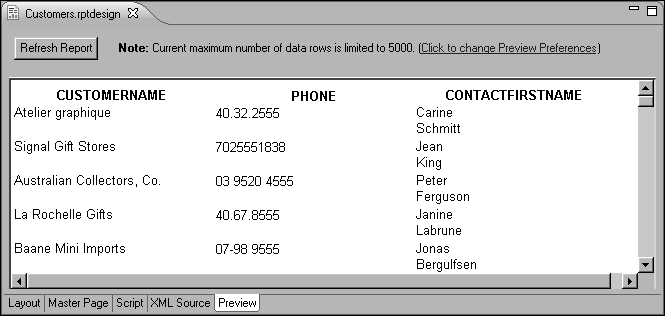 Customers.rptdesign
Refresh Report Note: Current maximum number of data rows is limited to 5000. (Click to change Preview Preferences)
CUSTOMERNAME PHONE CONTACTFIRSTNAME
Atelier graphique 40.32.2555 Carine
Schmitt
Signal Gift Stores 7025551838 Jean
King
Australian Collectors, Co. 03 9520 4555 Peter
Ferguson
La Rochelle Gifts 40.67.8555 Janine
Labrune
Baane Mini Imports 07-98 9555 Jonas
Bergulfsen
Layout Master Page Script XML Source Preview